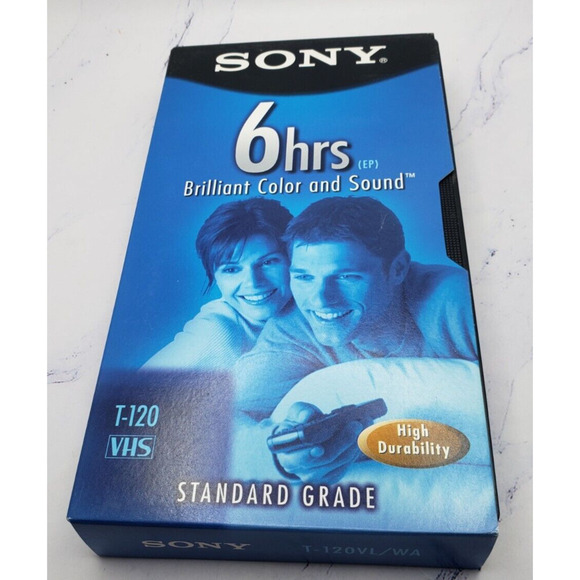 SONY®
6hrs (EP)
Brilliant Color and Sound™
T-120
VHS
High
Durability
STANDARD GRADE
SONY T-120VL/WA